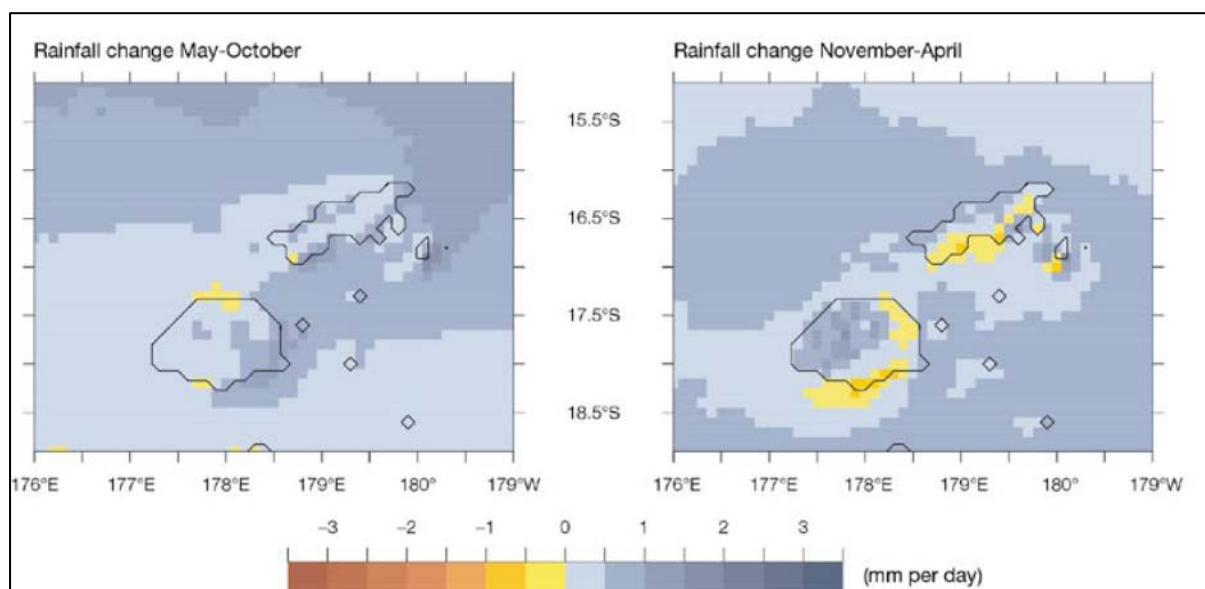 Rainfall change May-October
Rainfall change November-April
15.5°S
16.5°S
17.5°S
18.5°S
176°E 177°E 178°E 179°E 180° 179°W
176°E 177°E 178°E 179°E 180° 179°W
−3 −2 −1 0 1 2 3
(mm per day)